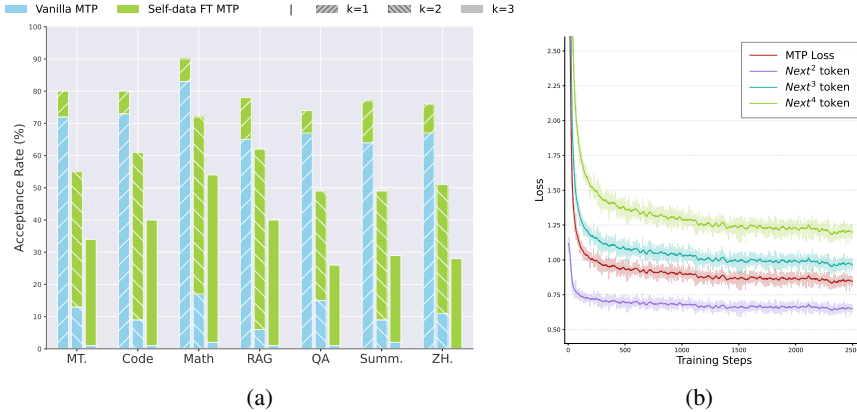 Vanilla MTP Self-data FT MTP | k=1 k=2 k=3
Acceptance Rate (%)
100
90
80
70
60
50
40
30
20
10
0
MT. Code Math RAG QA Summ. ZH.
(a)
MTP Loss
Next² token
Next³ token
Next⁴ token
Loss
2.50
2.25
2.00
1.75
1.50
1.25
1.00
0.75
0.50
0 500 1000 1500 2000 2500
Training Steps
(b)